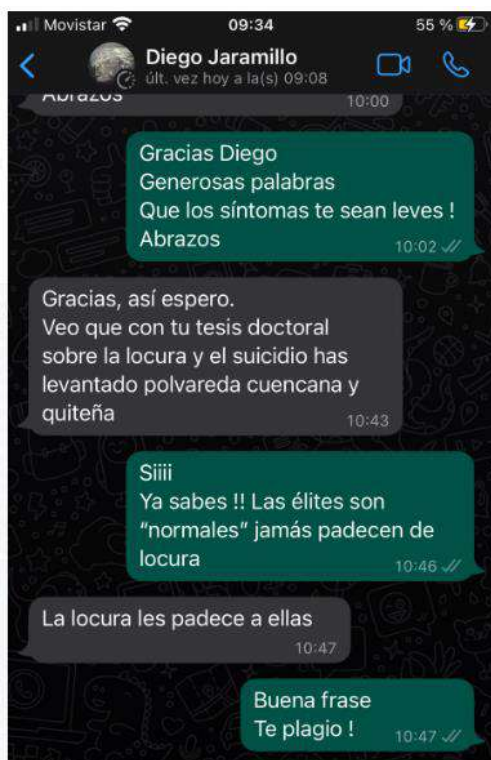 Movistar 09:34 55 %
Diego Jaramillo
últ. vez hoy a la(s) 09:08
Abrazos
10:00
Gracias Diego
Generosas palabras
Que los síntomas te sean leves !
Abrazos
10:02
Gracias, así espero.
Veo que con tu tesis doctoral
sobre la locura y el suicidio has
levantado polvareda cuencana y
quiteña
10:43
Siiii
Ya sabes !! Las élites son
“normales” jamás padecen de
locura
10:46
La locura les padece a ellas
10:47
Buena frase
Te plagio !
10:47